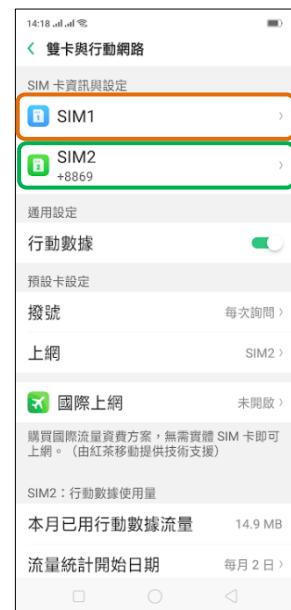 14:18
雙卡與行動網路
SIM 卡資訊與設定
SIM1
SIM2
+8869
通用設定
行動數據
預設卡設定
撥號 每次詢問
上網 SIM2
國際上網 未開啟
購買國際流量資費方案，無需實體 SIM 卡即可
上網。（由紅茶移動提供技術支援）
SIM2：行動數據使用量
本月已用行動數據流量 14.9 MB
流量統計開始日期 每月 2 日